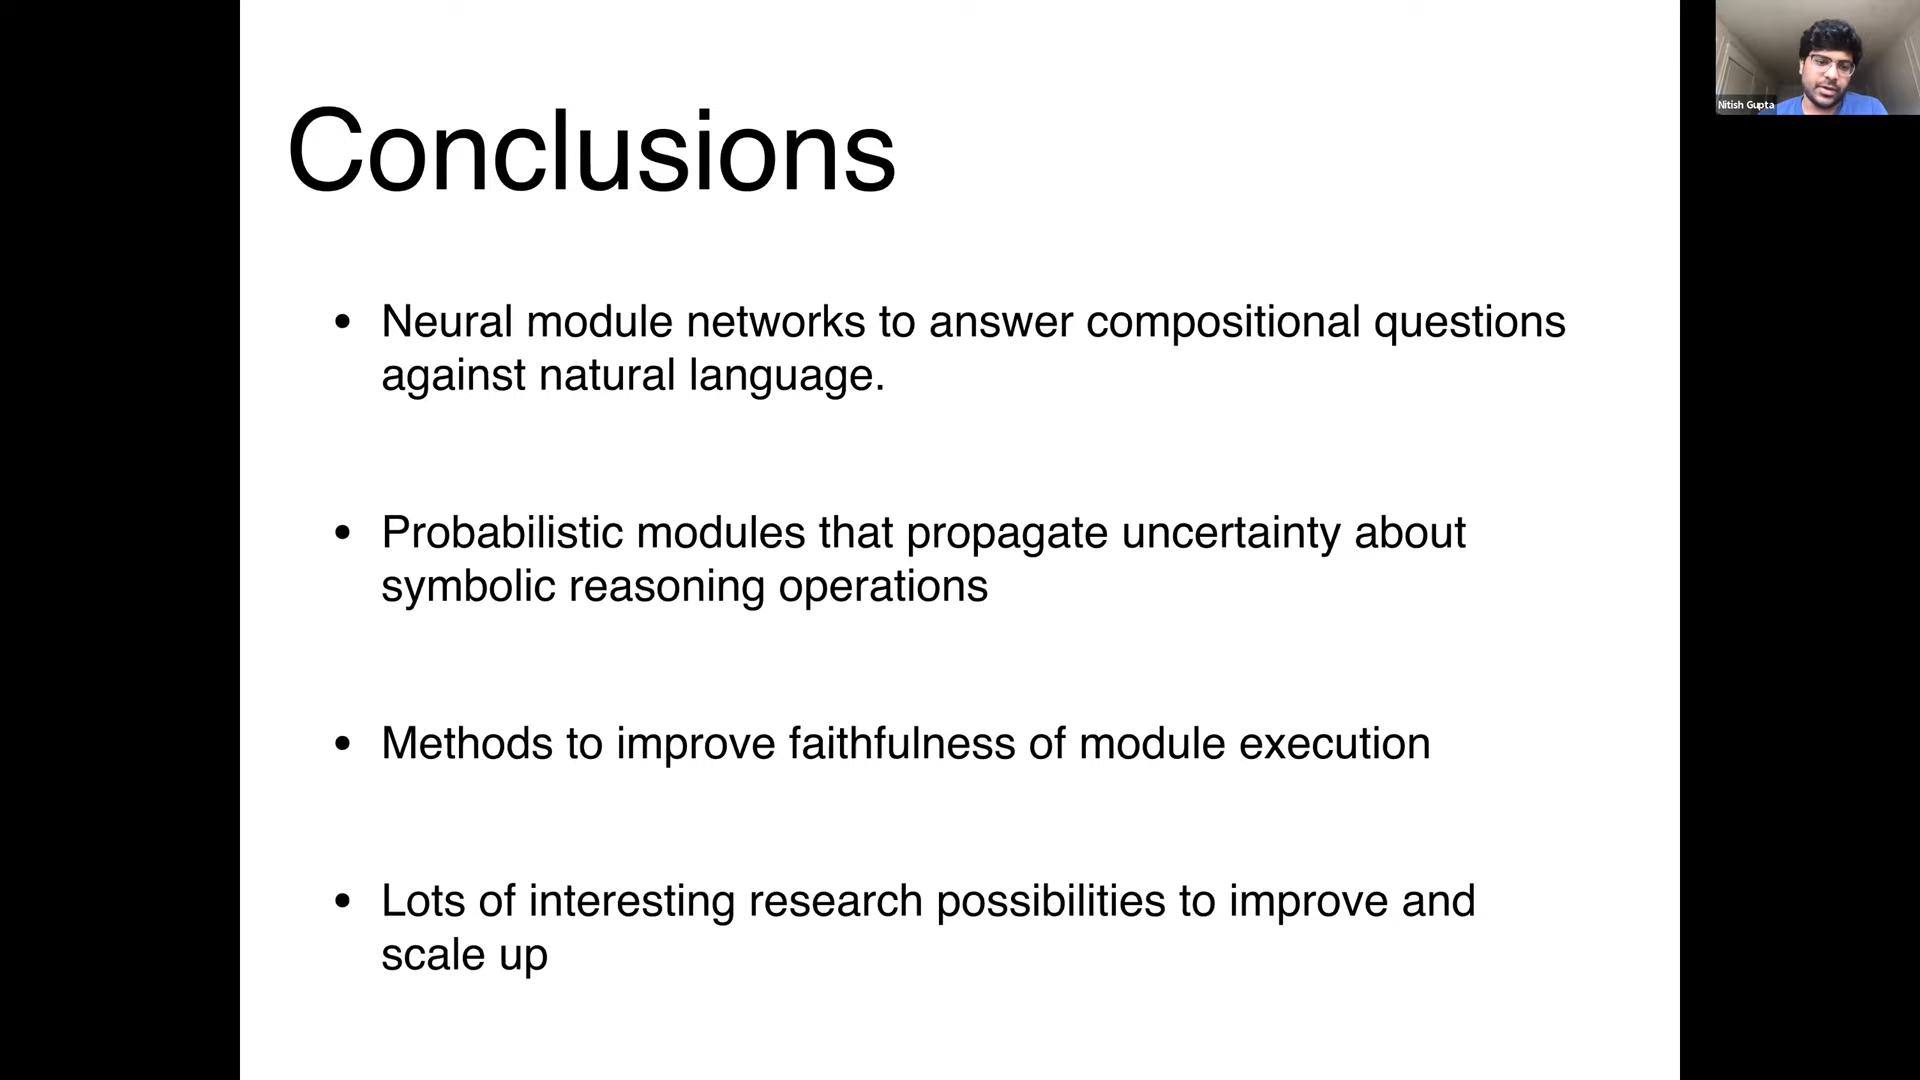 Conclusions
• Neural module networks to answer compositional questions
against natural language.
• Probabilistic modules that propagate uncertainty about
symbolic reasoning operations
• Methods to improve faithfulness of module execution
• Lots of interesting research possibilities to improve and
scale up
Nitish Gupta